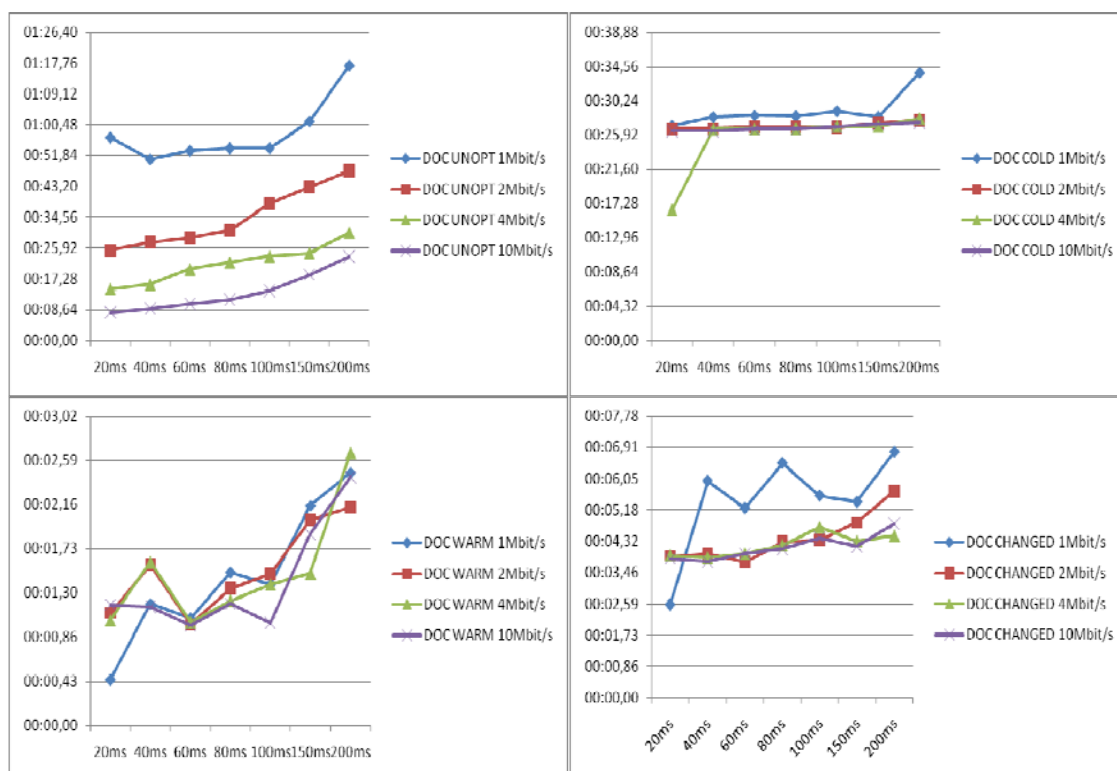 01:26,40
01:17,76
01:09,12
01:00,48
00:51,84
00:43,20
00:34,56
00:25,92
00:17,28
00:08,64
00:00,00
20ms 40ms 60ms 80ms 100ms 150ms 200ms
DOC UNOPT 1Mbit/s
DOC UNOPT 2Mbit/s
DOC UNOPT 4Mbit/s
DOC UNOPT 10Mbit/s
00:38,88
00:34,56
00:30,24
00:25,92
00:21,60
00:17,28
00:12,96
00:08,64
00:04,32
00:00,00
20ms 40ms 60ms 80ms 100ms 150ms 200ms
DOC COLD 1Mbit/s
DOC COLD 2Mbit/s
DOC COLD 4Mbit/s
DOC COLD 10Mbit/s
00:03,02
00:02,59
00:02,16
00:01,73
00:01,30
00:00,86
00:00,43
00:00,00
20ms 40ms 60ms 80ms 100ms 150ms 200ms
DOC WARM 1Mbit/s
DOC WARM 2Mbit/s
DOC WARM 4Mbit/s
DOC WARM 10Mbit/s
00:07,78
00:06,91
00:06,05
00:05,18
00:04,32
00:03,46
00:02,59
00:01,73
00:00,86
00:00,00
20ms 40ms 60ms 80ms 100ms 150ms 200ms
DOC CHANGED 1Mbit/s
DOC CHANGED 2Mbit/s
DOC CHANGED 4Mbit/s
DOC CHANGED 10Mbit/s